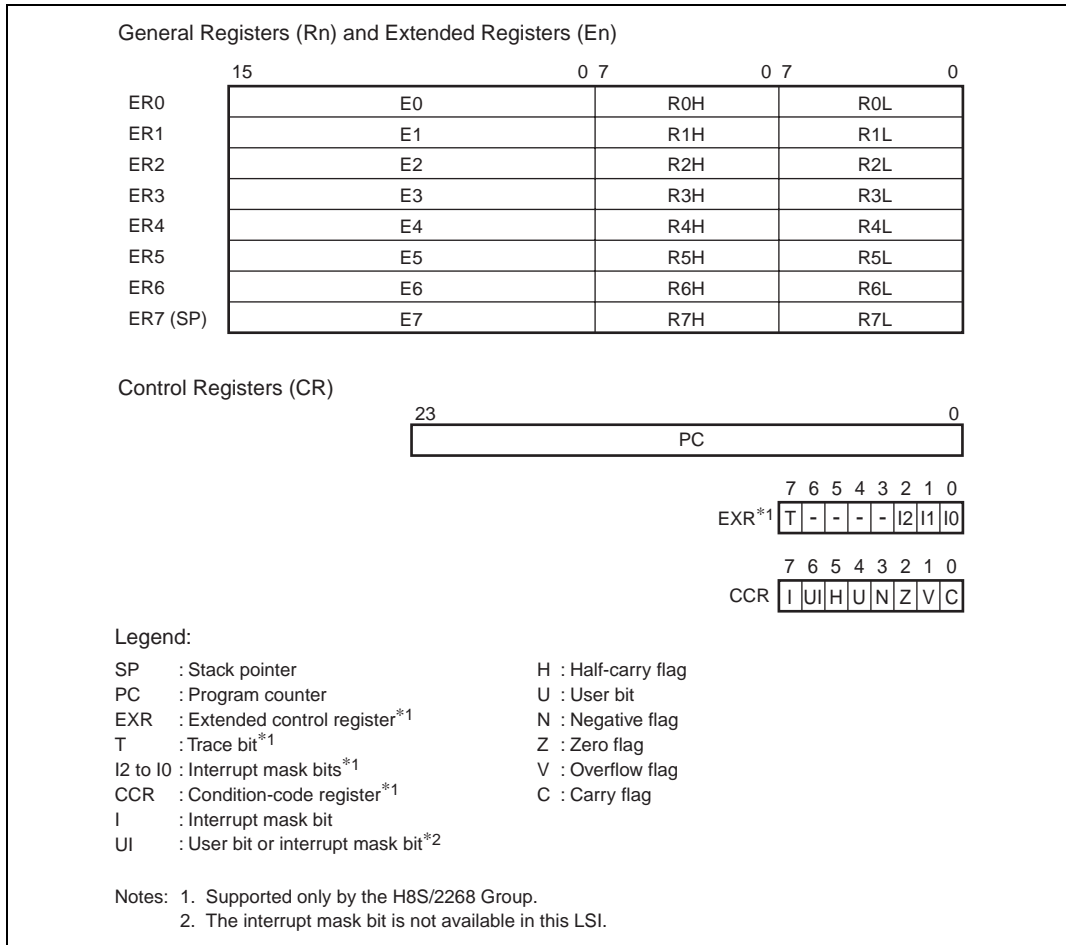 General Registers (Rn) and Extended Registers (En)
15 0 7 0 7 0
ER0 E0 R0H R0L
ER1 E1 R1H R1L
ER2 E2 R2H R2L
ER3 E3 R3H R3L
ER4 E4 R4H R4L
ER5 E5 R5H R5L
ER6 E6 R6H R6L
ER7 (SP) E7 R7H R7L
Control Registers (CR)
23 0
PC
7 6 5 4 3 2 1 0
EXR*1 T - - - - I2 I1 I0
7 6 5 4 3 2 1 0
CCR I UI H U N Z V C
Legend:
SP : Stack pointer
PC : Program counter
EXR : Extended control register*1
T : Trace bit*1
I2 to I0 : Interrupt mask bits*1
CCR : Condition-code register*1
I : Interrupt mask bit
UI : User bit or interrupt mask bit*2
H : Half-carry flag
U : User bit
N : Negative flag
Z : Zero flag
V : Overflow flag
C : Carry flag
Notes: 1. Supported only by the H8S/2268 Group.
2. The interrupt mask bit is not available in this LSI.